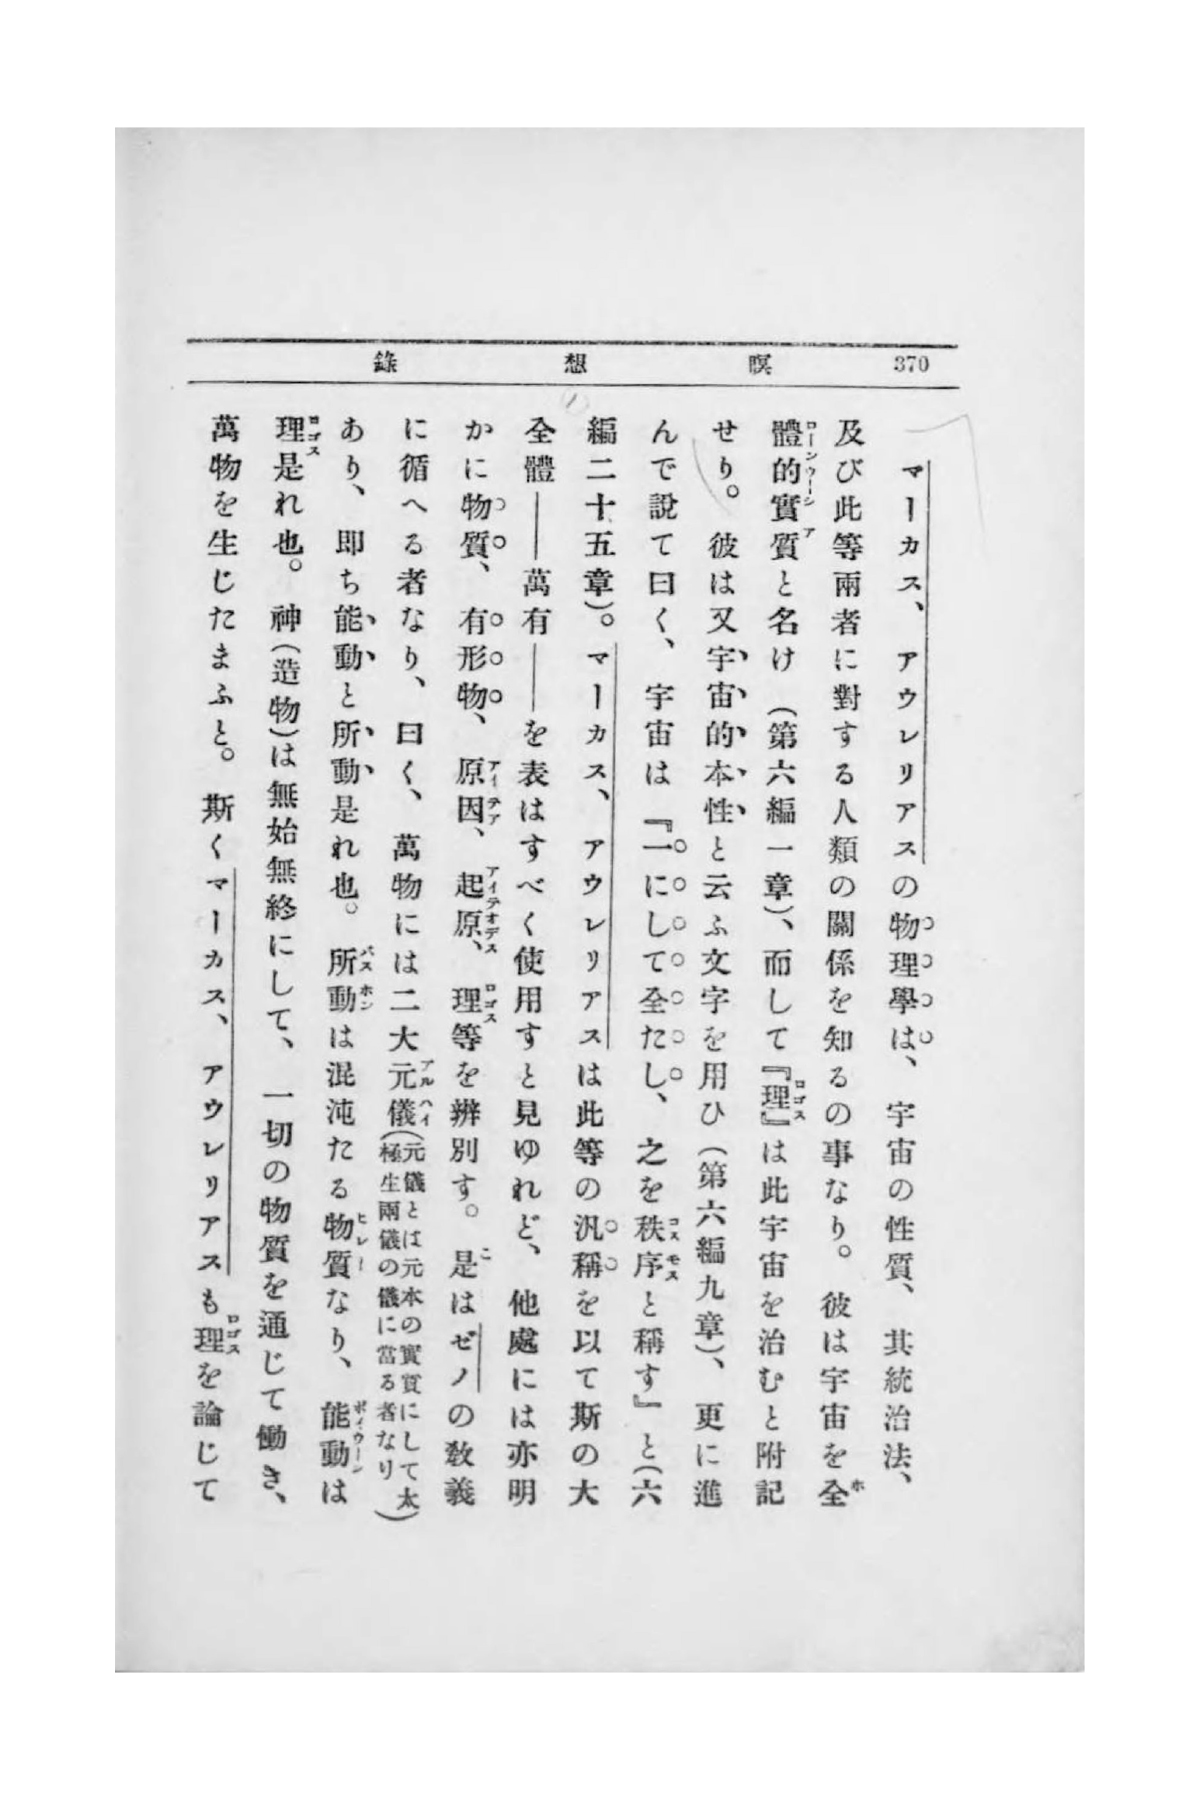 370 瞑想錄
マーカス、アウレリアスの物理學は、宇宙の性質、其統治法、
及び此等兩者に對する人類の關係を知るの事なり。彼は宇宙を全
體的實質と名け（第六編一章）、而して『理』は此宇宙を治むと附記
せり。彼は又宇宙的本性と云ふ文字を用ひ（第六編九章）、更に進
んで說て曰く、宇宙は『一にして全たし、之を秩序と稱す』と（六
編二十五章）。マーカス、アウレリアスは此等の汎稱を以て斯の大
全體――萬有――を表はすべく使用すと見ゆれど、他處には亦明
かに物質、有形物、原因、起原、理等を辨別す。是はゼノの敎義
に循へる者なり、曰く、萬物には二大元儀（元儀とは元本の實質にして太極生兩儀の儀に當る者なり）
あり、即ち能動と所動是れ也。所動は混沌たる物質なり、能動は
理是れ也。神（造物）は無始無終にして、一切の物質を通じて働き、
萬物を生じたまふと。斯くマーカス、アウレリアスも理を論じて